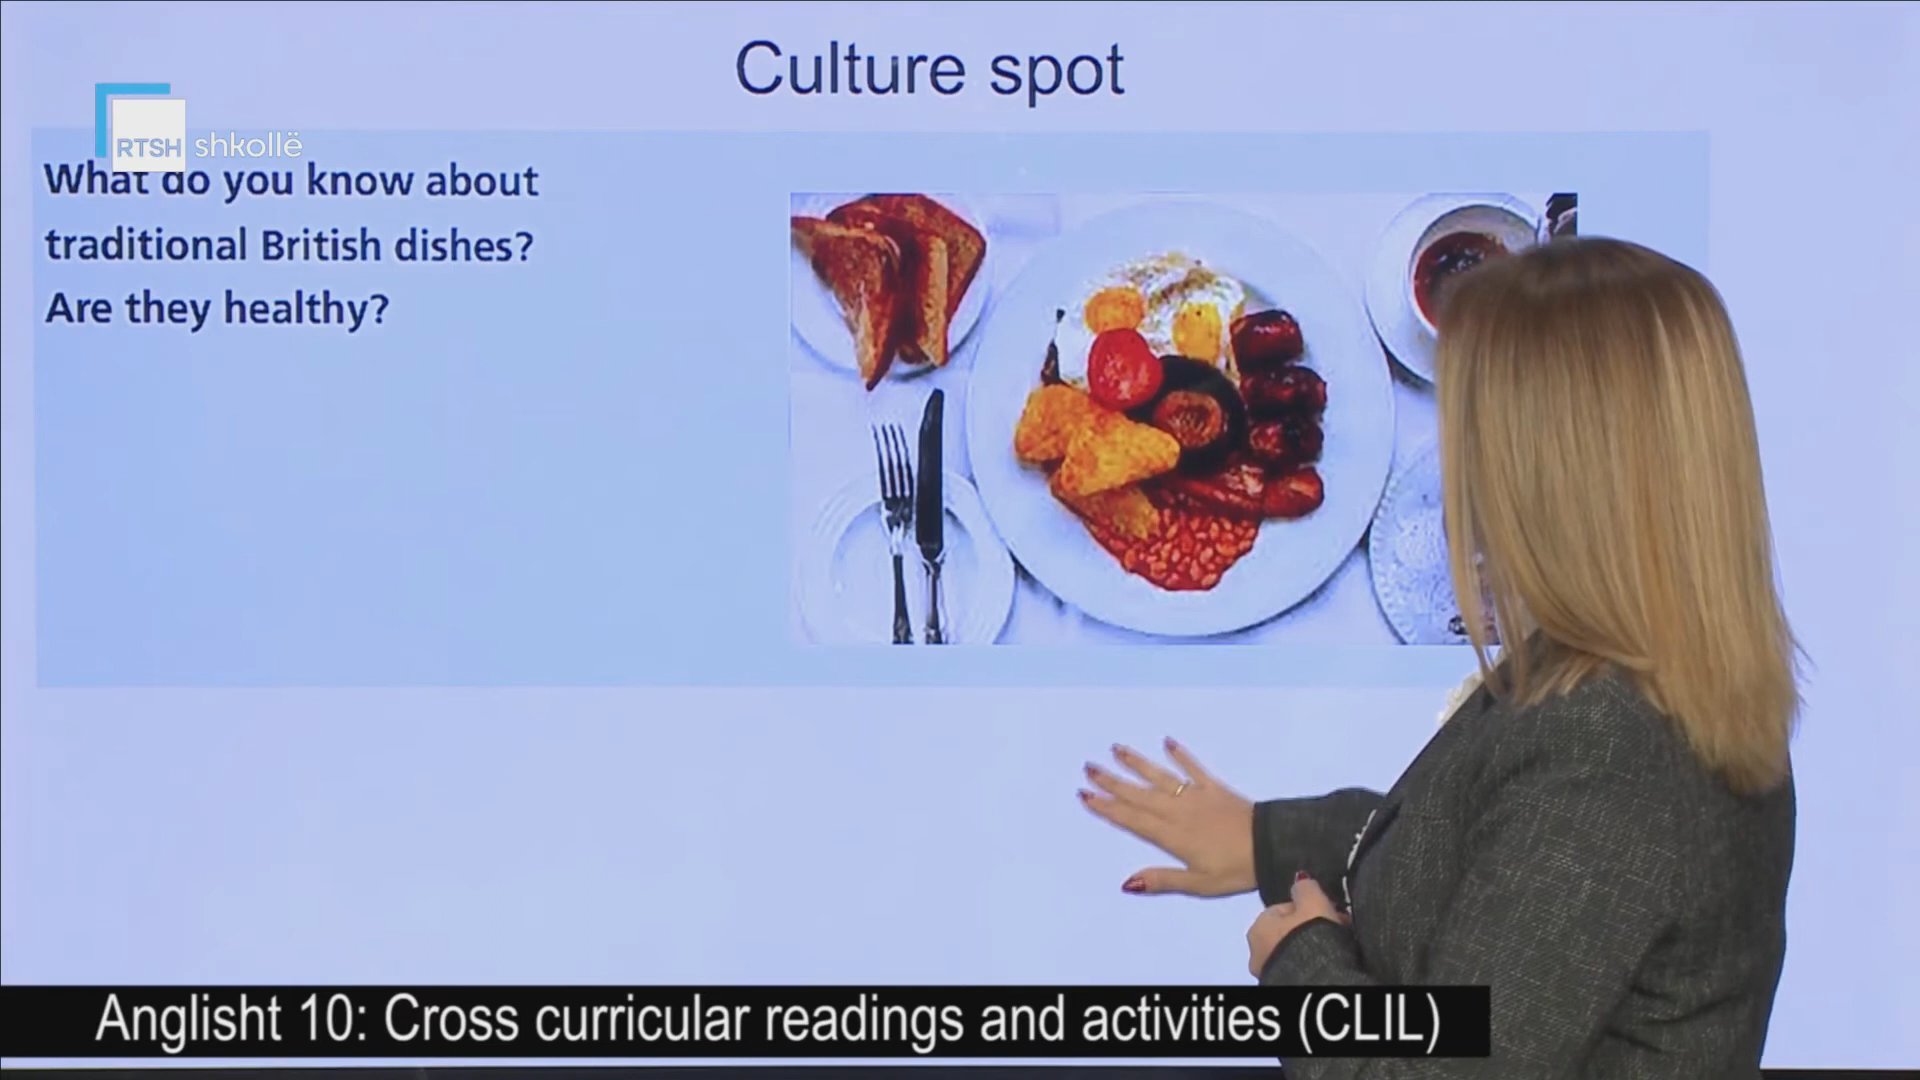 Culture spot
RTSH shkollë
What do you know about
traditional British dishes?
Are they healthy?
Anglisht 10: Cross curricular readings and activities (CLIL)